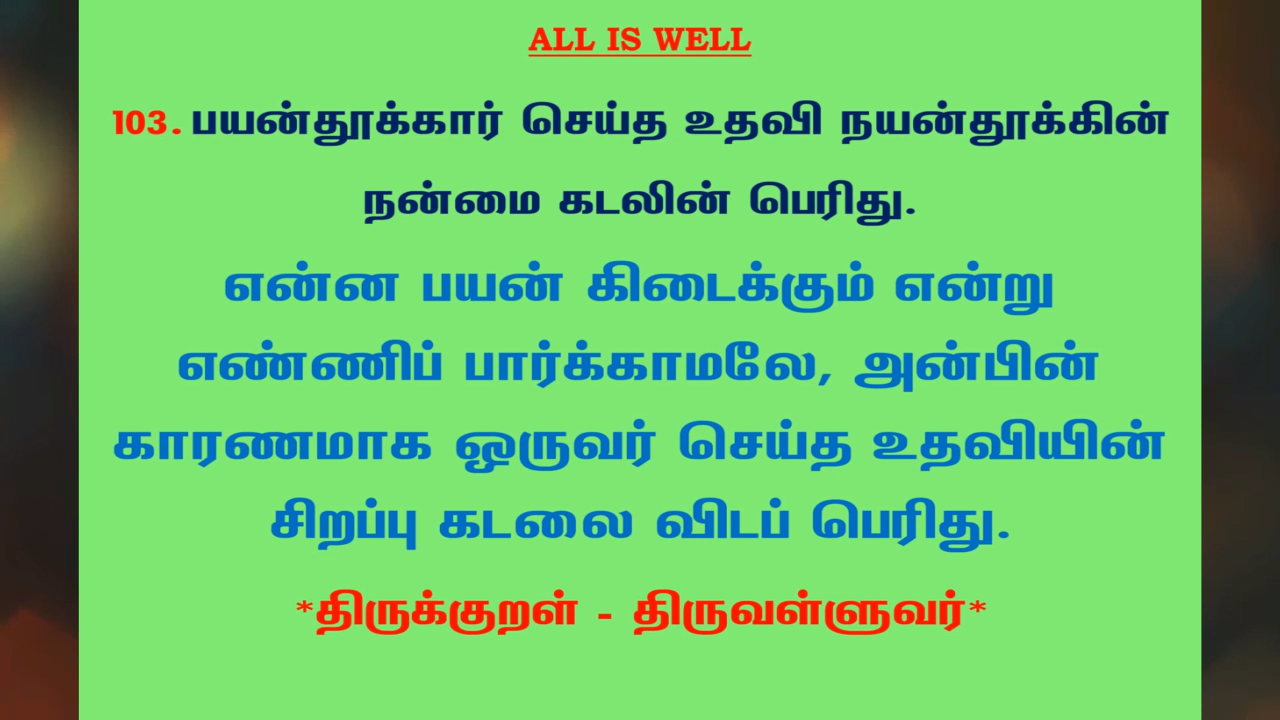 ALL IS WELL
103. பயன்தூக்கார் செய்த உதவி நயன்தூக்கின்
நன்மை கடலின் பெரிது.
என்ன பயன் கிடைக்கும் என்று
எண்ணிப் பார்க்காமலே, அன்பின்
காரணமாக ஒருவர் செய்த உதவியின்
சிறப்பு கடலை விடப் பெரிது.
*திருக்குறள் - திருவள்ளுவர்*